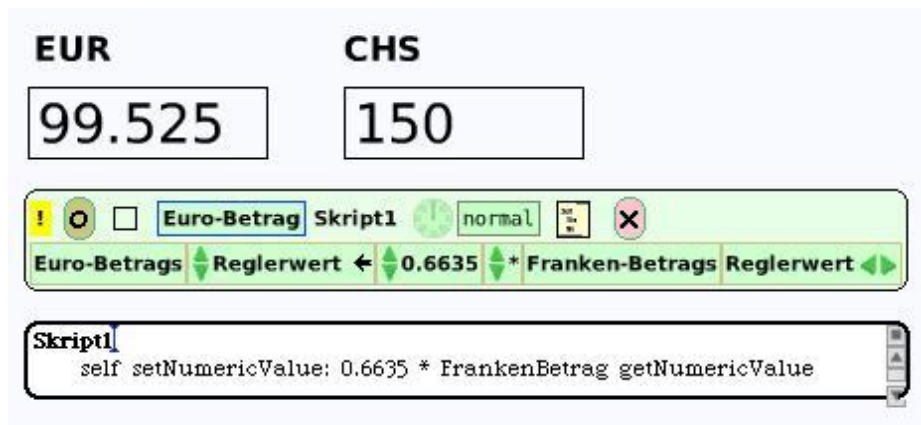 EUR CHS
99.525 150
! O Euro-Betrag Skript1 normal X
Euro-Betrags Reglerwert ← 0.6635 * Franken-Betrags Reglerwert
Skript1
self setNumericValue: 0.6635 * FrankenBetrag getNumericValue